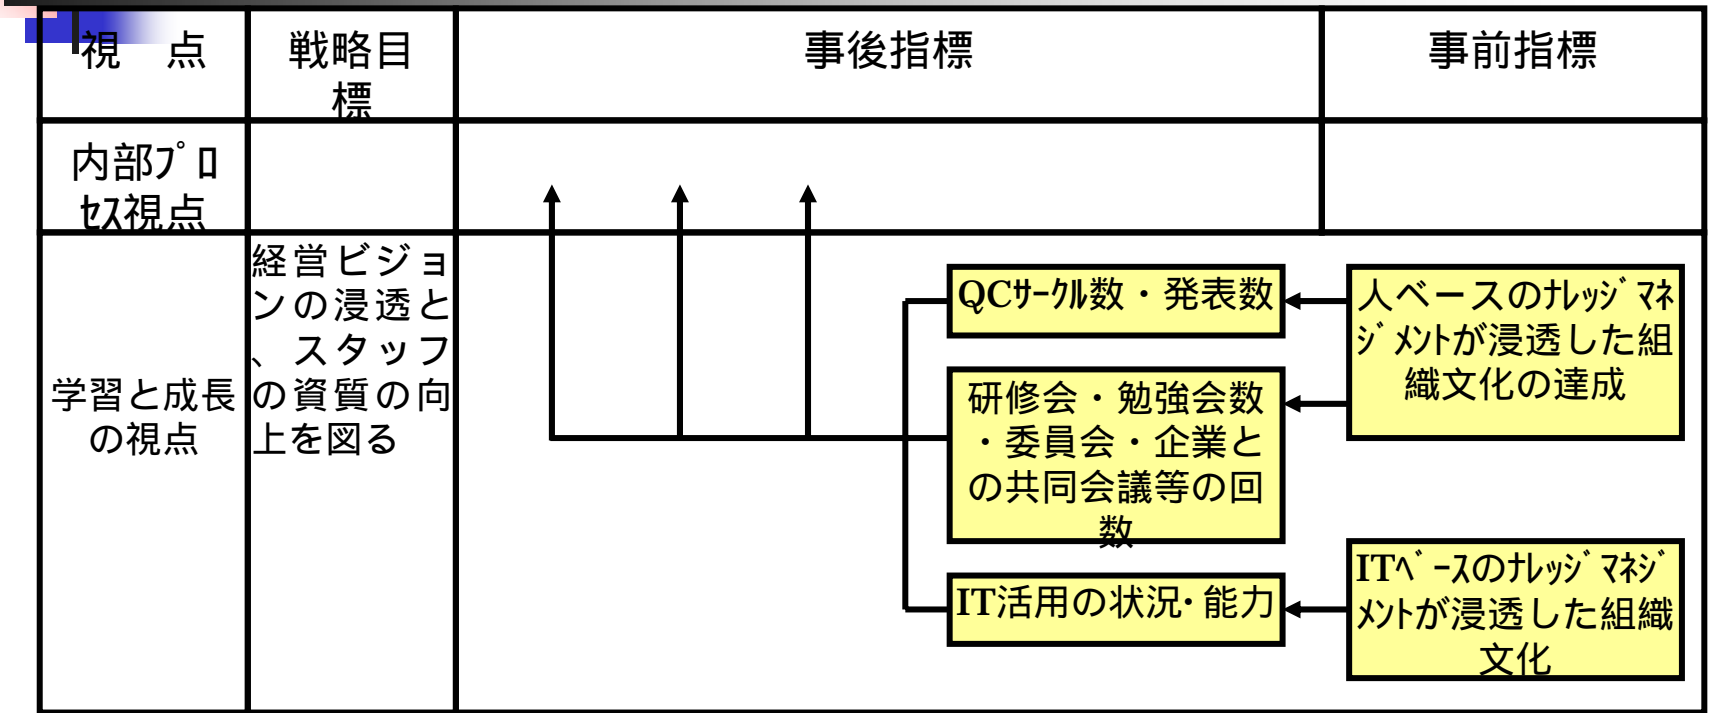 視　点
戦略目
標
事後指標
事前指標
内部ﾌﾟﾛ
ｾｽ視点
学習と成長
の視点
経営ビジョ
ンの浸透と
、スタッフ
の資質の向
上を図る
QCｻｰｸﾙ数・発表数
研修会・勉強会数
・委員会・企業と
の共同会議等の回
数
IT活用の状況･能力
人ベースのﾅﾚｯｼﾞﾏﾈ
ｼﾞﾒﾝﾄが浸透した組
織文化の達成
ITﾍﾞｰｽのﾅﾚｯｼﾞﾏﾈｼﾞ
ﾒﾝﾄが浸透した組織
文化